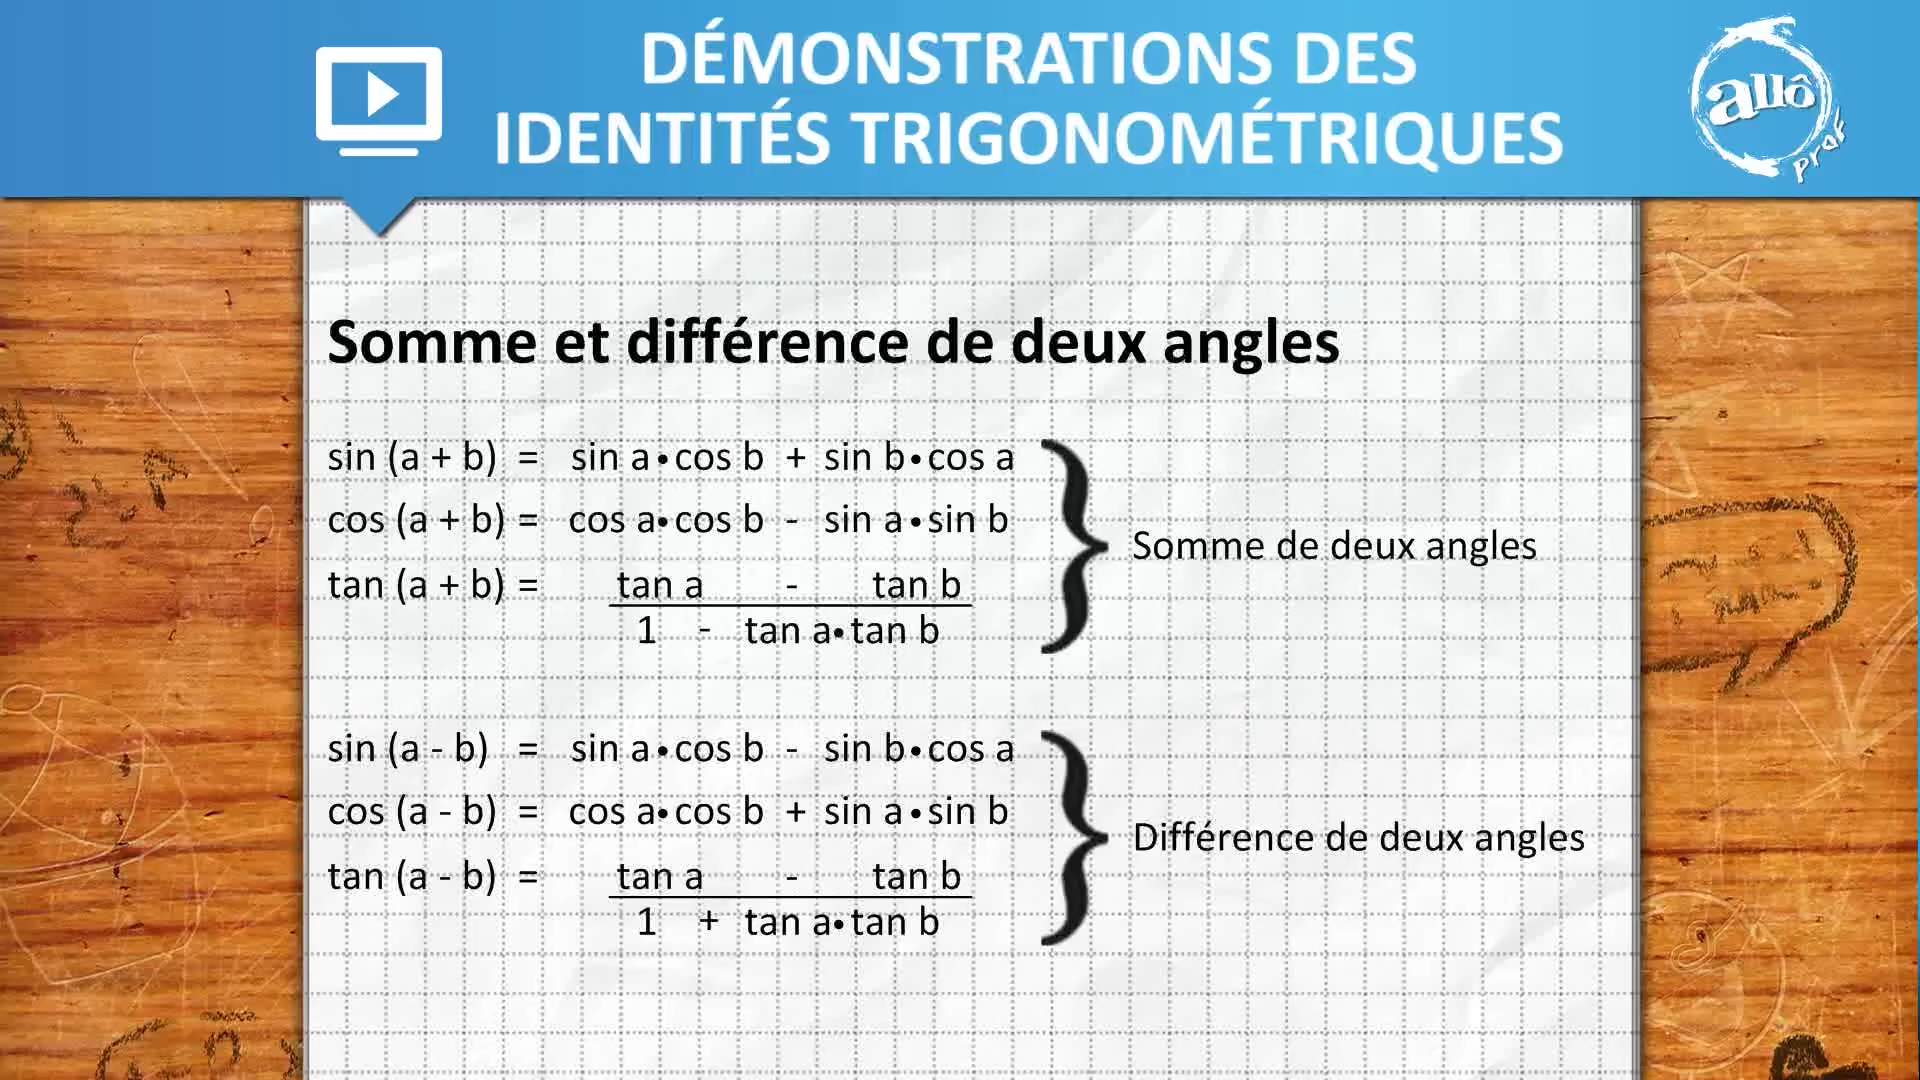 DÉMONSTRATIONS DES
IDENTITÉS TRIGONOMÉTRIQUES
allô
prof
Somme et différence de deux angles
sin (a + b) = sin a•cos b + sin b•cos a
cos (a + b) = cos a•cos b - sin a•sin b
Somme de deux angles
tan (a + b) = tan a - tan b
1 - tan a•tan b
sin (a - b) = sin a•cos b - sin b•cos a
cos (a - b) = cos a•cos b + sin a•sin b
Différence de deux angles
tan (a - b) = tan a - tan b
1 + tan a•tan b